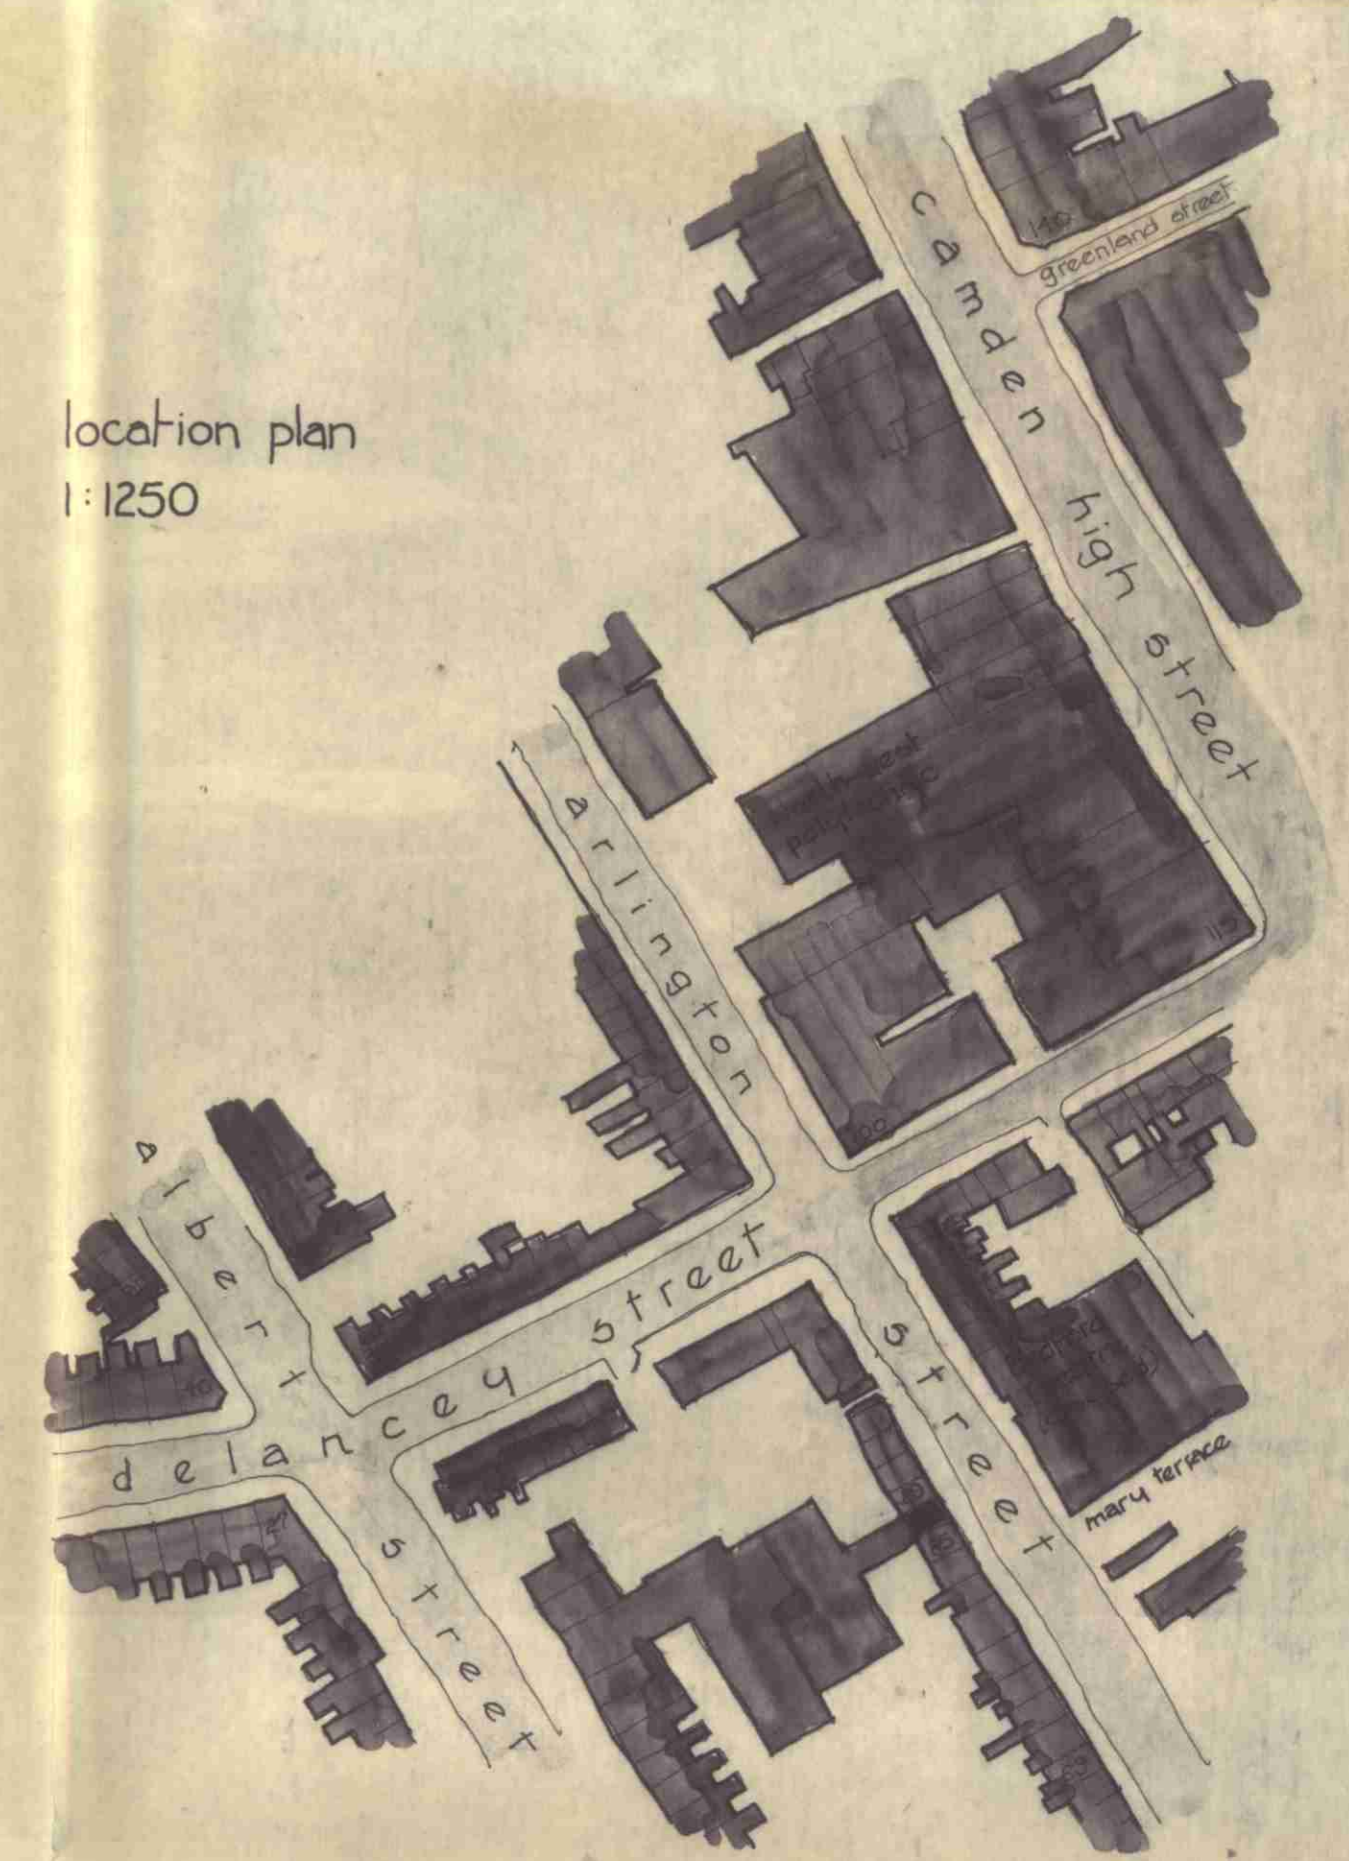 location plan
1:1250
camden high street
140
greenland street
arlington
street
115
100
albert
street
delancey street
40
27
mary terrace